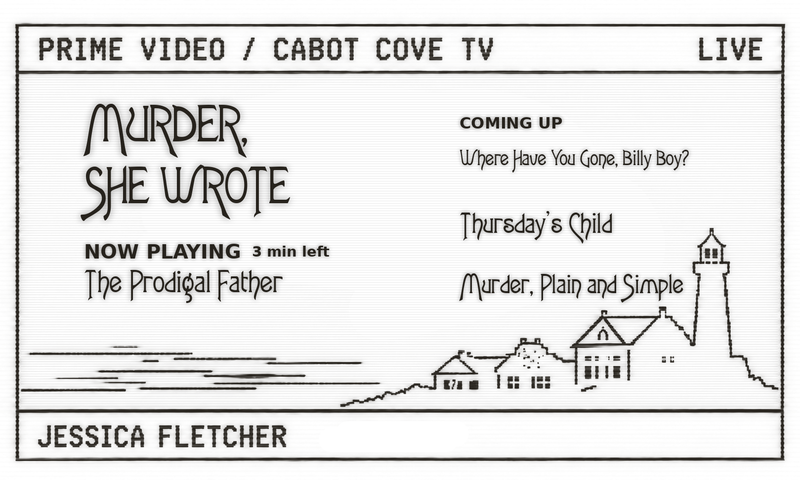 PRIME VIDEO / CABOT COVE TV LIVE
MURDER,
SHE WROTE
NOW PLAYING 3 min left
The Prodigal Father
COMING UP
Where Have You Gone, Billy Boy?
Thursday's Child
Murder, Plain and Simple
JESSICA FLETCHER